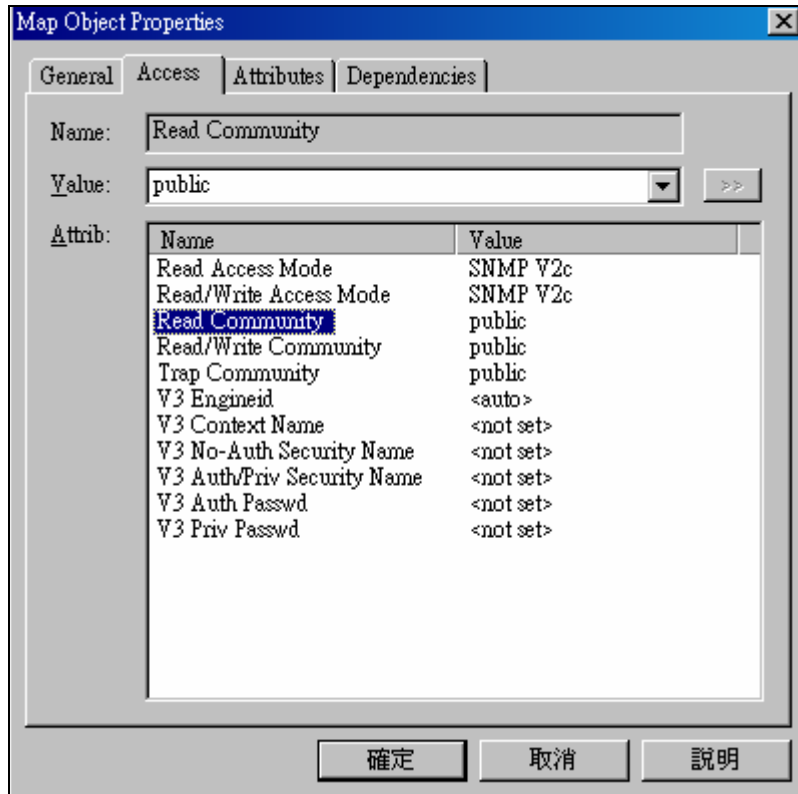 Map Object Properties
General Access Attributes Dependencies
Name: Read Community
Value: public >>
Attrib: Name Value
Read Access Mode SNMP V2c
Read/Write Access Mode SNMP V2c
Read Community public
Read/Write Community public
Trap Community public
V3 Engineid <auto>
V3 Context Name <not set>
V3 No-Auth Security Name <not set>
V3 Auth/Priv Security Name <not set>
V3 Auth Passwd <not set>
V3 Priv Passwd <not set>
確定 取消 說明